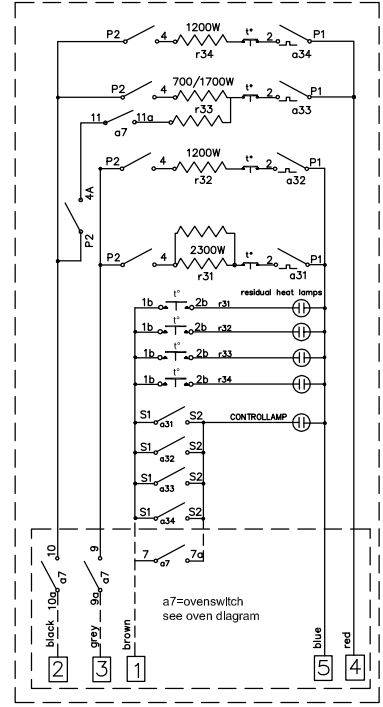 1200W
P2 4 t° 2 P1
r34 a34
700/1700W
P2 4 t° 2 P1
r33 a33
11 11a
a7
1200W
P2 4 t° 2 P1
r32 a32
4A
P2
2300W
P2 4 t° 2 P1
r31 a31
residual heat lamps
t°
1b 2b r31
t°
1b 2b r32
t°
1b 2b r33
t°
1b 2b r34
S1 S2 CONTROLLAMP
a31
S1 S2
a32
S1 S2
a33
S1 S2
a34
10 9 7 7a
a7 a7 a7
10a 9a
a7=ovenswitch
see oven diagram
black grey brown blue red
2 3 1 5 4